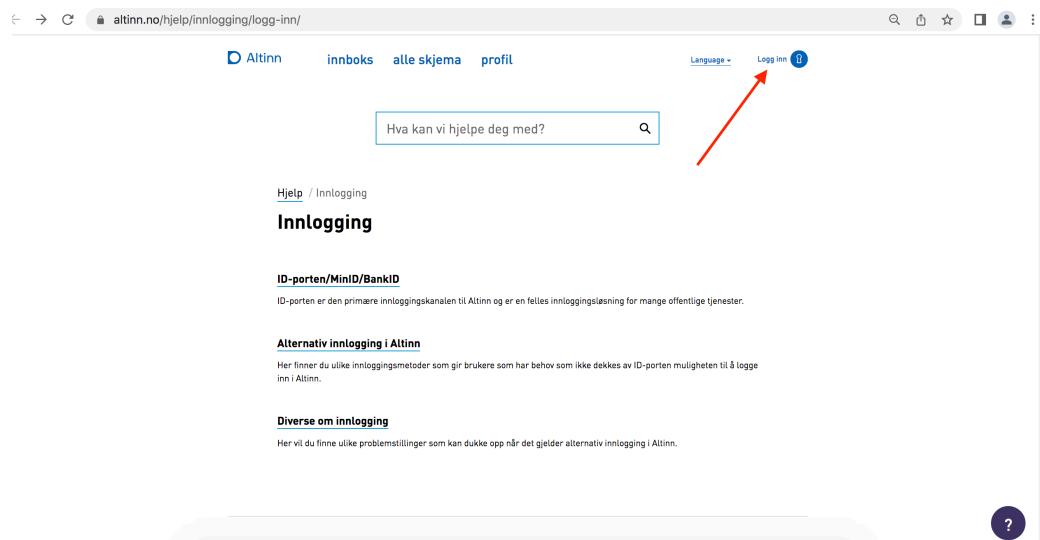 altinn.no/hjelp/innlogging/logg-inn/
Altinn innboks alle skjema profil Language Logg inn
Hva kan vi hjelpe deg med?
Hjelp / Innlogging
Innlogging
ID-porten/MinID/BankID
ID-porten er den primære innloggingskanalen til Altinn og er en felles innloggingsløsning for mange offentlige tjenester.
Alternativ innlogging i Altinn
Her finner du ulike innloggingsmetoder som gir brukere som har behov som ikke dekkes av ID-porten muligheten til å logge
inn i Altinn.
Diverse om innlogging
Her vil du finne ulike problemstillinger som kan dukke opp når det gjelder alternativ innlogging i Altinn.
?